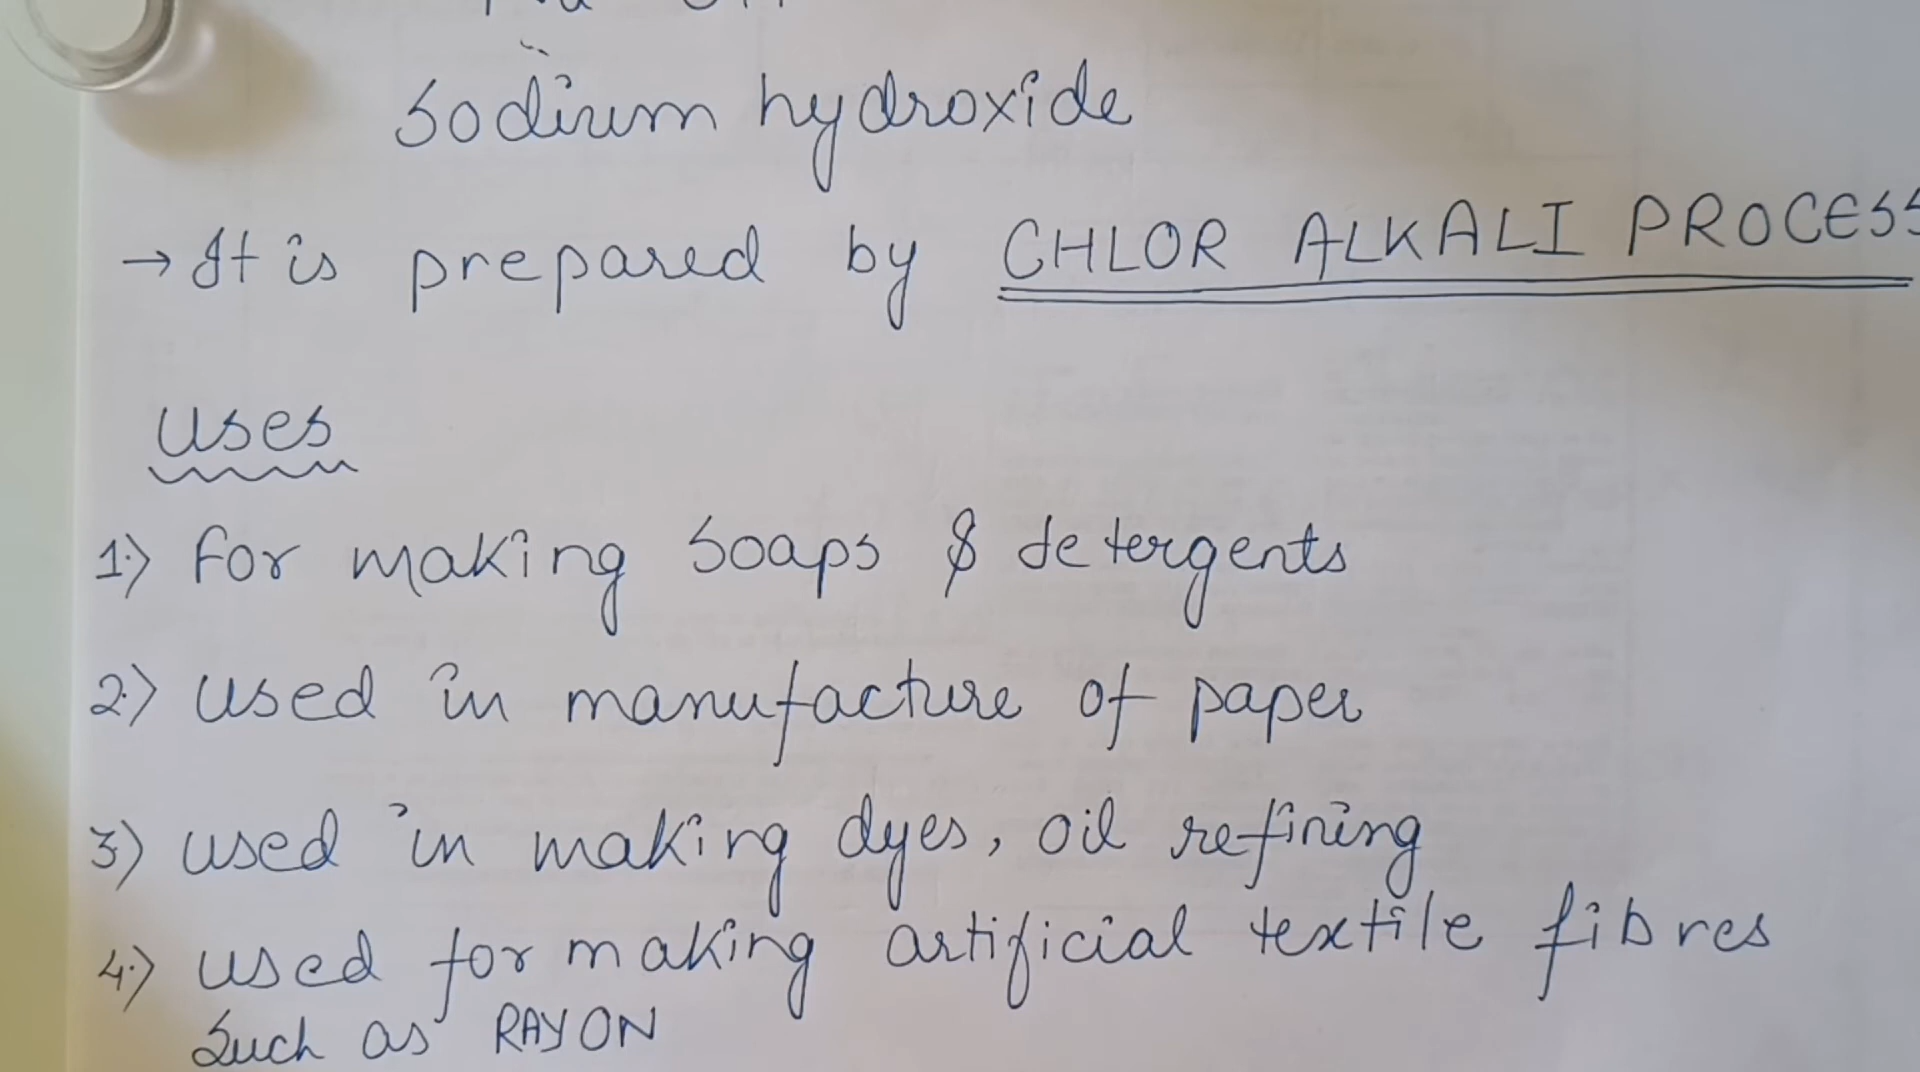 Sodium hydroxide
→ It is prepared by CHLOR ALKALI PROCESS
Uses
1.) for making Soaps & detergents
2.) used in manufacture of paper
3) used in making dyes, oil refining
4.) used for making artificial textile fibres
Such as RAYON